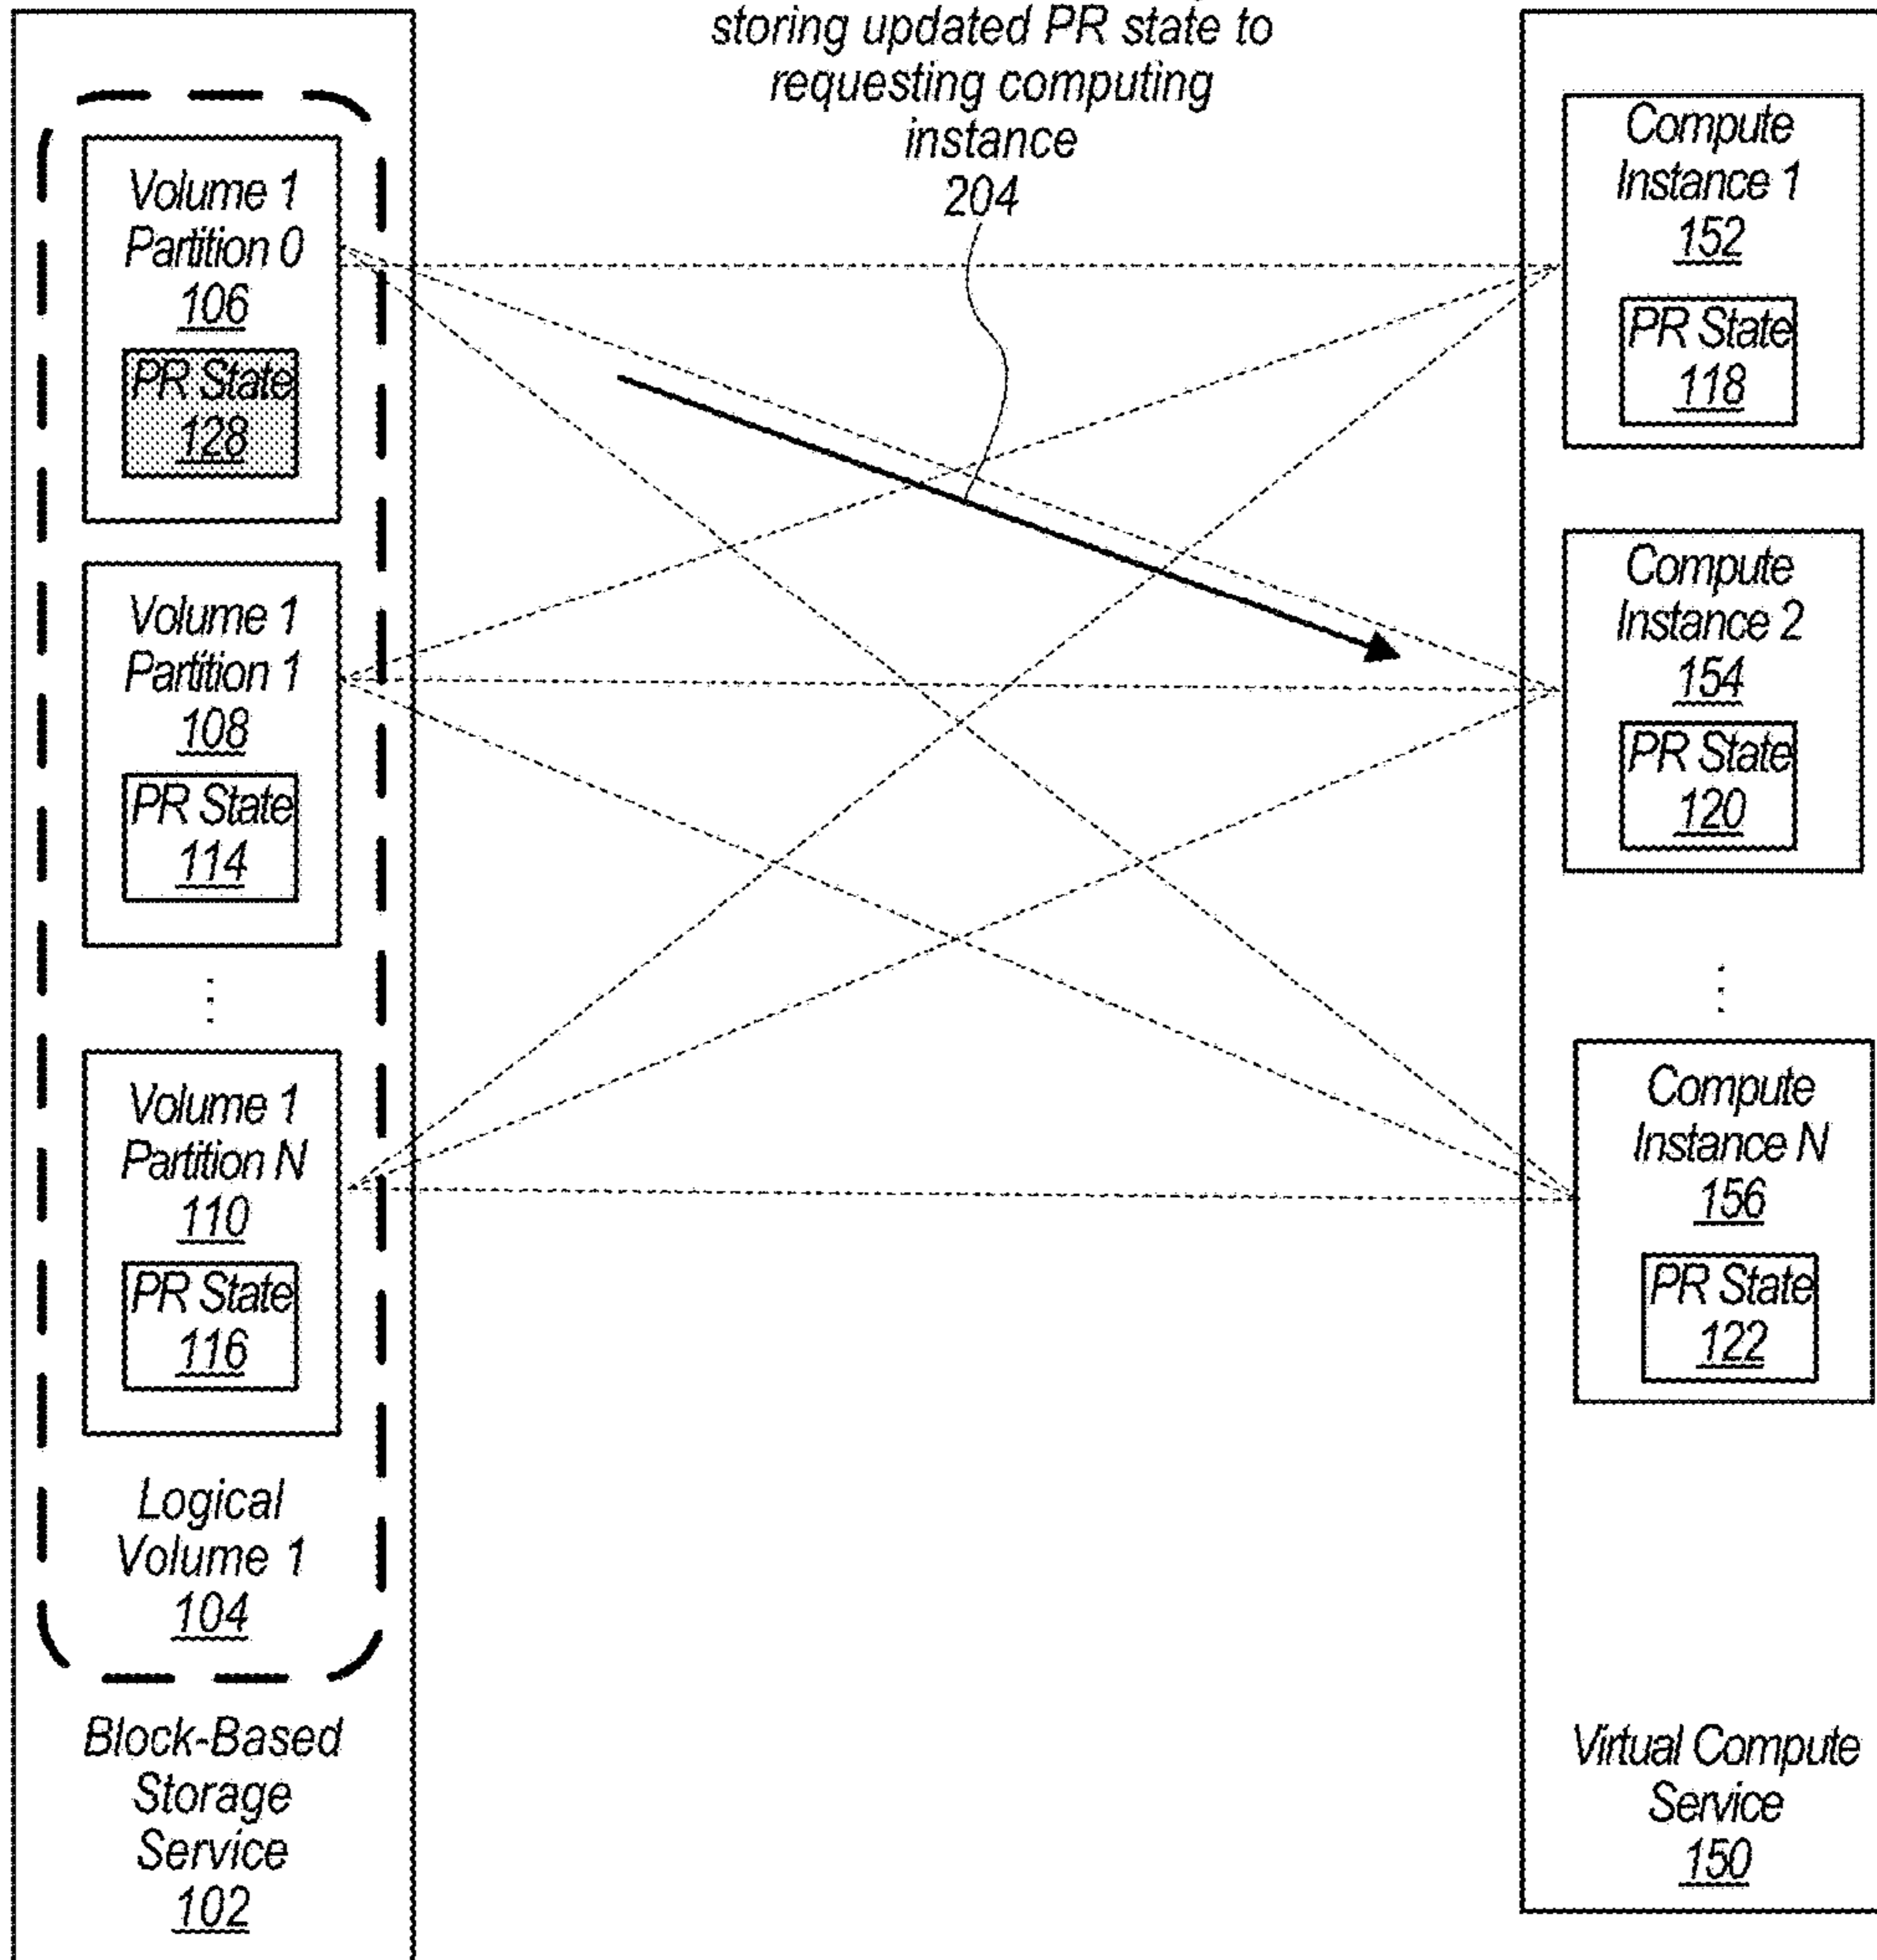 storing updated PR state to
requesting computing
instance
204
Volume 1
Partition 0
106
PR State
128
Volume 1
Partition 1
108
PR State
114
Volume 1
Partition N
110
PR State
116
Logical
Volume 1
104
Block-Based
Storage
Service
102
Compute
Instance 1
152
PR State
118
Compute
Instance 2
154
PR State
120
Compute
Instance N
156
PR State
122
Virtual Compute
Service
150